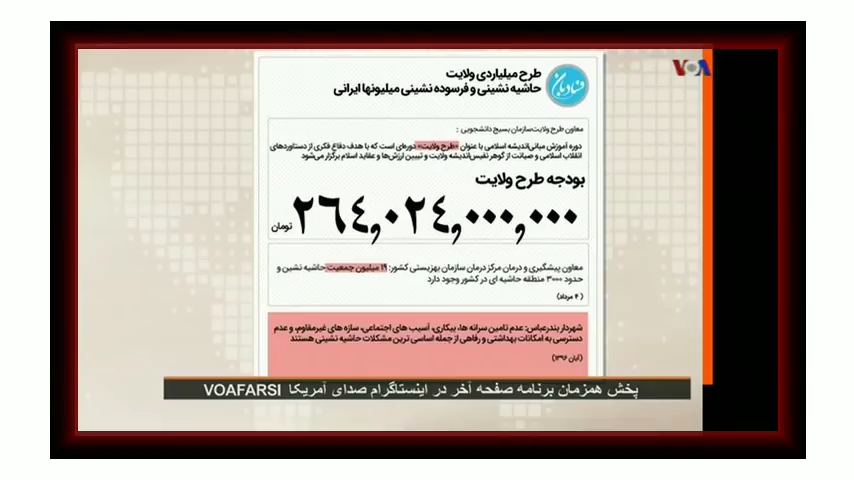 VOA
طرح میلیاردی ولایت
حاشیه نشینی و فرسوده نشینی میلیونها ایرانی
فسادبان
معاون طرح ولایت سازمان بسیج دانشجویی :
دوره آموزش مبانی اندیشه اسلامی با عنوان «طرح ولایت» دوره‌ای است که با هدف دفاع فکری از دستاوردهای
انقلاب اسلامی و صیانت از گوهر نفیس اندیشه ولایت و تبیین ارزش‌ها و عقاید اسلام برگزار می‌شود
بودجه طرح ولایت
۲۶۴,۰۲۴,۰۰۰,۰۰۰ تومان
معاون پیشگیری و درمان مرکز درمان سازمان بهزیستی کشور: ۱۹ میلیون جمعیت حاشیه نشین و
حدود ۳۰۰۰ منطقه حاشیه ای در کشور وجود دارد
(۴ مرداد)
شهردار بندرعباس: عدم تامین سرانه ها، بیکاری، آسیب های اجتماعی، سازه های غیرمقاوم، و عدم
دسترسی به امکانات بهداشتی و رفاهی از جمله اساسی ترین مشکلات حاشیه نشینی هستند
(آبان ۱۳۹۶)
پخش همزمان برنامه صفحه آخر در اینستاگرام صدای آمریکا VOAFARSI